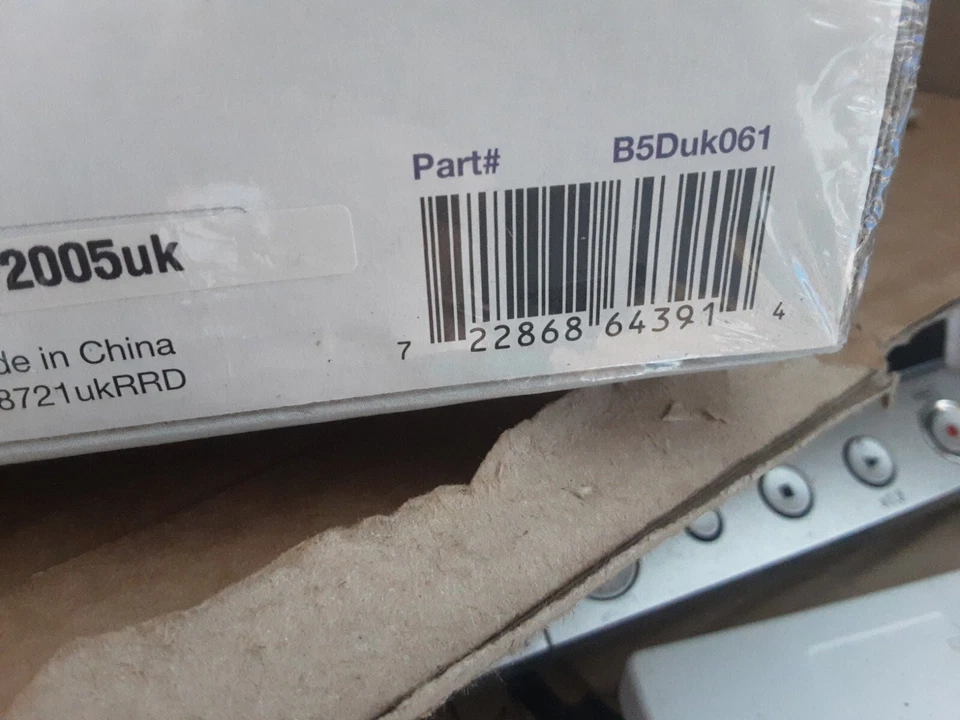 Part# B5Duk061
2005uk
7 22868 64391 4
de in China
8721ukRRD